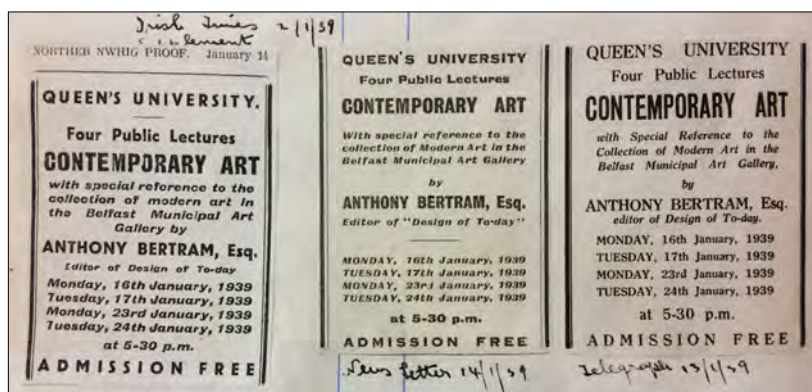 Irish Times 2/1/39
NORTHER NWHIG PROOF. January 14
QUEEN'S UNIVERSITY.
Four Public Lectures
CONTEMPORARY ART
with special reference to the
collection of modern art in
the Belfast Municipal Art
Gallery by
ANTHONY BERTRAM, Esq.
Editor of Design of To-day
Monday, 16th January, 1939
Tuesday, 17th January, 1939
Monday, 23rd January, 1939
Tuesday, 24th January, 1939
at 5-30 p.m.
ADMISSION FREE
QUEEN'S UNIVERSITY
Four Public Lectures
CONTEMPORARY ART
With special reference to the
collection of Modern Art in the
Belfast Municipal Art Gallery
by
ANTHONY BERTRAM, Esq.
Editor of "Design of To-day"
MONDAY, 16th January, 1939
TUESDAY, 17th January, 1939
MONDAY, 23rd January, 1939
TUESDAY, 24th January, 1939
at 5-30 p.m.
ADMISSION FREE
News Letter 14/1/39
QUEEN'S UNIVERSITY
Four Public Lectures
CONTEMPORARY ART
with Special Reference to the
Collection of Modern Art in the
Belfast Municipal Art Gallery,
by
ANTHONY BERTRAM, Esq.
editor of Design of To-day.
MONDAY, 16th January, 1939
TUESDAY, 17th January, 1939
MONDAY, 23rd January, 1939
TUESDAY, 24th January, 1939
at 5-30 p.m.
ADMISSION FREE
Telegraph 13/1/39